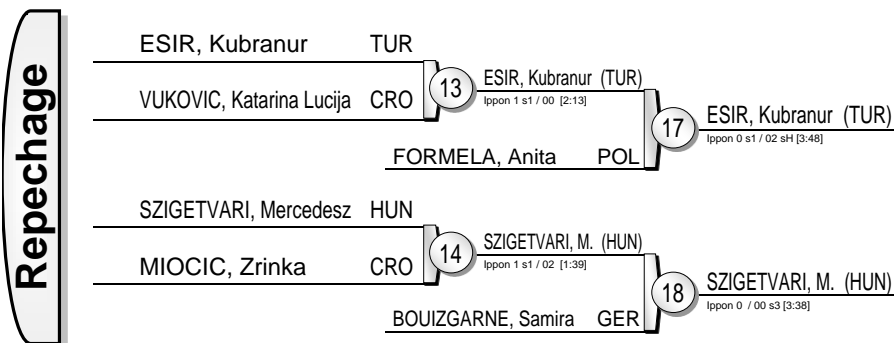 Repechage
ESIR, Kubranur TUR
VUKOVIC, Katarina Lucija CRO
13
ESIR, Kubranur (TUR)
Ippon 1 s1 / 00 [2:13]
FORMELA, Anita POL
17
ESIR, Kubranur (TUR)
Ippon 0 s1 / 02 sH [3:48]
SZIGETVARI, Mercedesz HUN
MIOCIC, Zrinka CRO
14
SZIGETVARI, M. (HUN)
Ippon 1 s1 / 02 [1:39]
BOUIZGARNE, Samira GER
18
SZIGETVARI, M. (HUN)
Ippon 0 / 00 s3 [3:38]